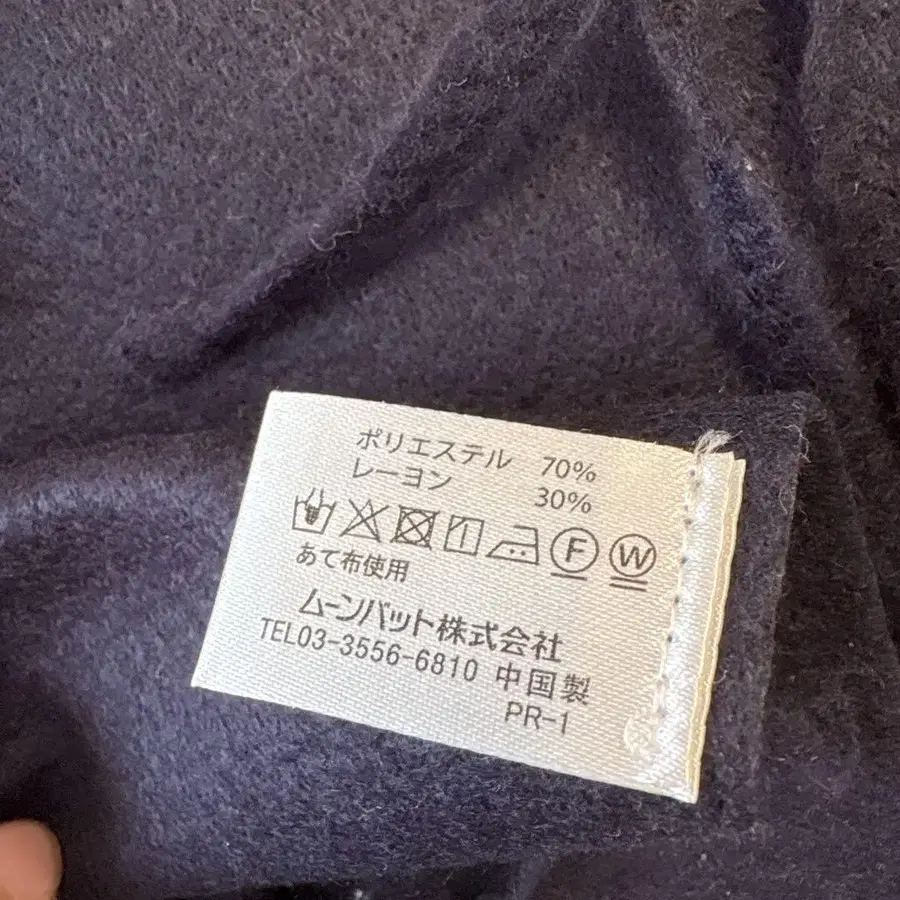 ポリエステル 70%
レーヨン 30%
F W
あて布使用
ムーンバット株式会社
TEL03-3556-6810 中国製
PR-1